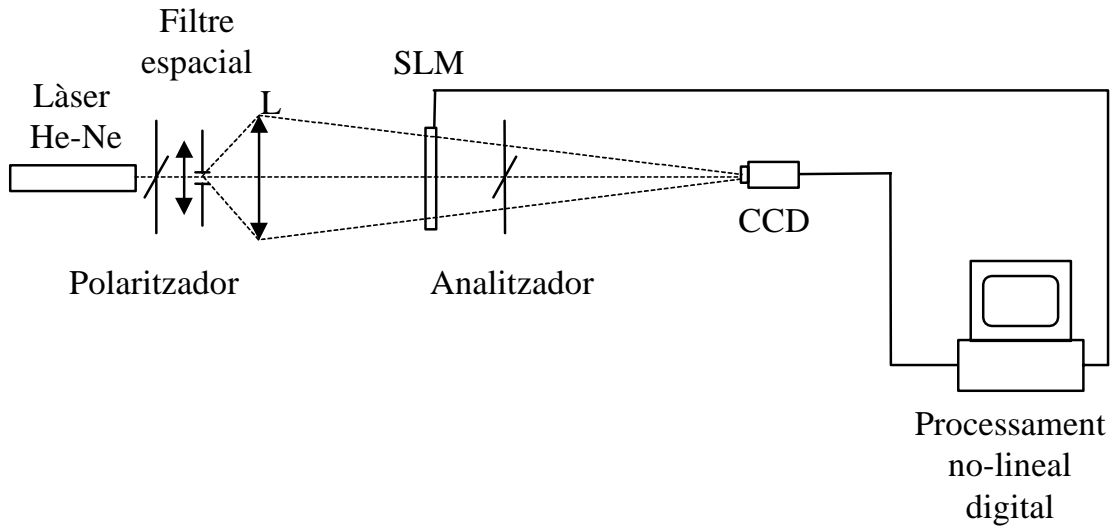 Filtre
espacial
Làser
He-Ne
L
SLM
CCD
Polaritzador
Analitzador
Processament
no-lineal
digital